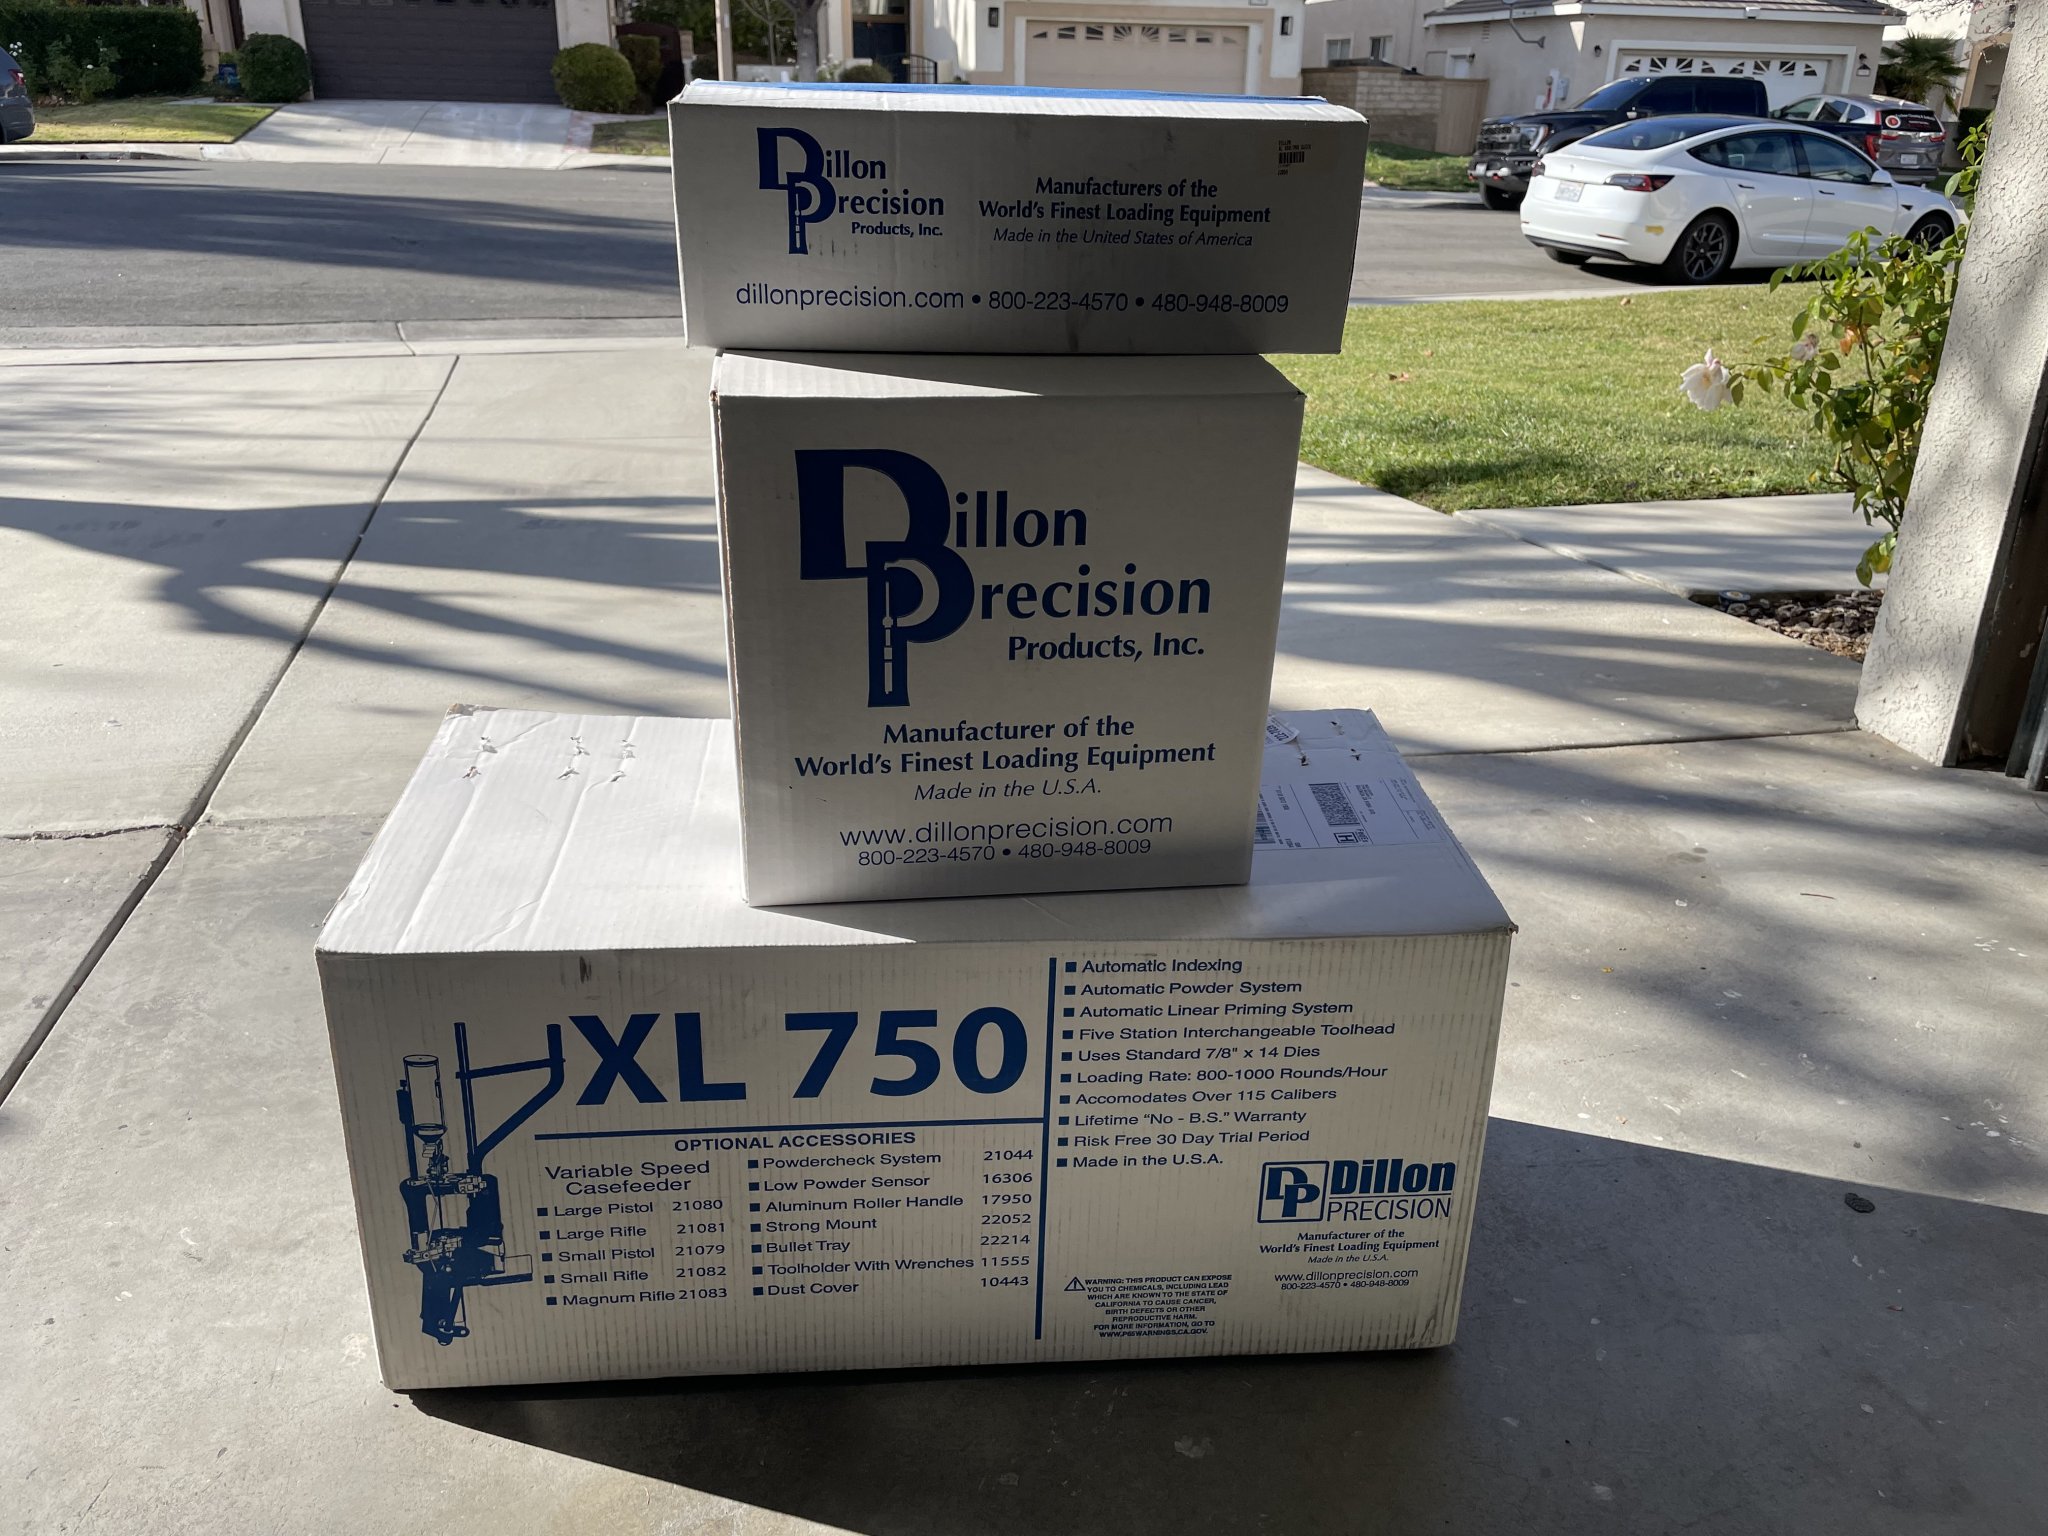 Dillon
Precision
Products, Inc.
Manufacturers of the
World's Finest Loading Equipment
Made in the United States of America
dillonprecision.com • 800-223-4570 • 480-948-8009
Dillon
Precision
Products, Inc.
Manufacturer of the
World's Finest Loading Equipment
Made in the U.S.A.
www.dillonprecision.com
800-223-4570 • 480-948-8009
XL 750
OPTIONAL ACCESSORIES
Variable Speed
Casefeeder
■ Large Pistol 21080
■ Large Rifle 21081
■ Small Pistol 21079
■ Small Rifle 21082
■ Magnum Rifle 21083
■ Powdercheck System 21044
■ Low Powder Sensor 16306
■ Aluminum Roller Handle 17950
■ Strong Mount 22052
■ Bullet Tray 22214
■ Toolholder With Wrenches 11555
■ Dust Cover 10443
■ Automatic Indexing
■ Automatic Powder System
■ Automatic Linear Priming System
■ Five Station Interchangeable Toolhead
■ Uses Standard 7/8" x 14 Dies
■ Loading Rate: 800-1000 Rounds/Hour
■ Accomodates Over 115 Calibers
■ Lifetime “No - B.S.” Warranty
■ Risk Free 30 Day Trial Period
■ Made in the U.S.A.
DP Dillon
PRECISION
Manufacturer of the
World's Finest Loading Equipment
Made in the U.S.A.
www.dillonprecision.com
800-223-4570 • 480-948-8009
WARNING: THIS PRODUCT CAN EXPOSE
YOU TO CHEMICALS, INCLUDING LEAD
WHICH ARE KNOWN TO THE STATE OF
CALIFORNIA TO CAUSE CANCER,
BIRTH DEFECTS OR OTHER
REPRODUCTIVE HARM.
FOR MORE INFORMATION, GO TO
WWW.P65WARNINGS.CA.GOV.